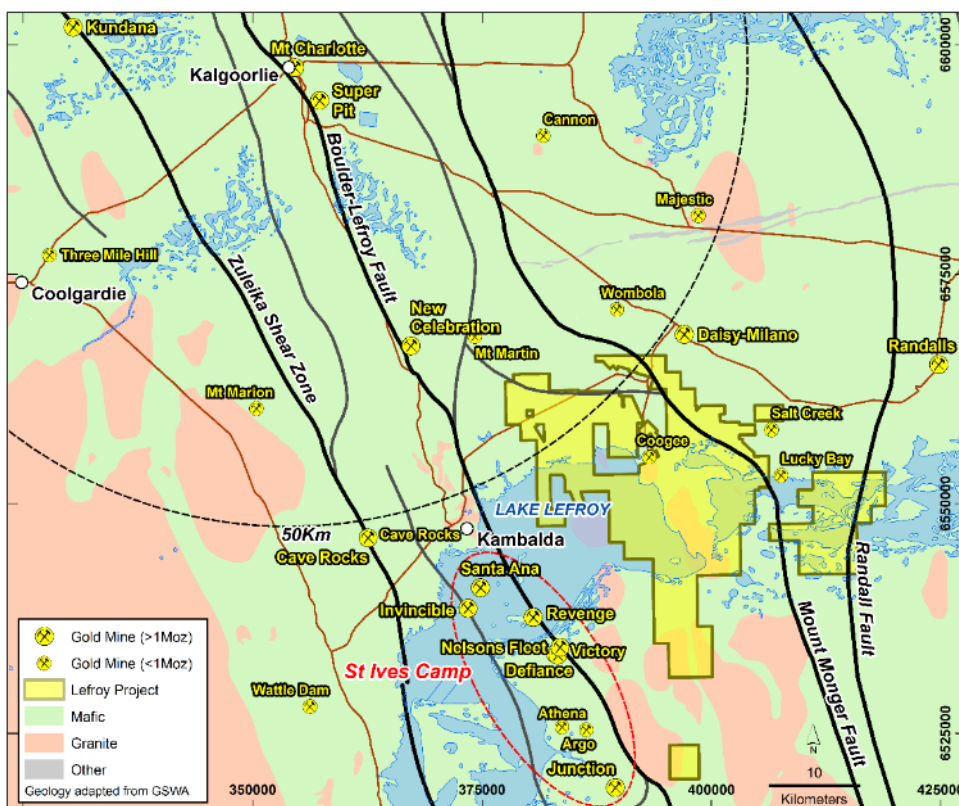 Kundana
Mt Charlotte
Kalgoorlie
Super
Pit
Cannon
6600000
Boulder-Lefroy Fault
Majestic
Three Mile Hill
Coolgardie
Zuleika Shear Zone
Wombola
6575000
New
Celebration
Mt Martin
Daisy-Milano
Randalls
Mt Marion
Salt Creek
Coogee
Lucky Bay
LAKE LEFROY
6550000
50Km
Cave Rocks
Cave Rocks
Kambalda
Randall Fault
Santa Ana
Invincible
Revenge
Mount Monger Fault
Nelsons Fleet
Victory
Defiance
St Ives Camp
Wattle Dam
Athena
Argo
Junction
6525000
Gold Mine (>1Moz)
Gold Mine (<1Moz)
Lefroy Project
Mafic
Granite
Other
Geology adapted from GSWA
N
10
Kilometers
350000
375000
400000
425000